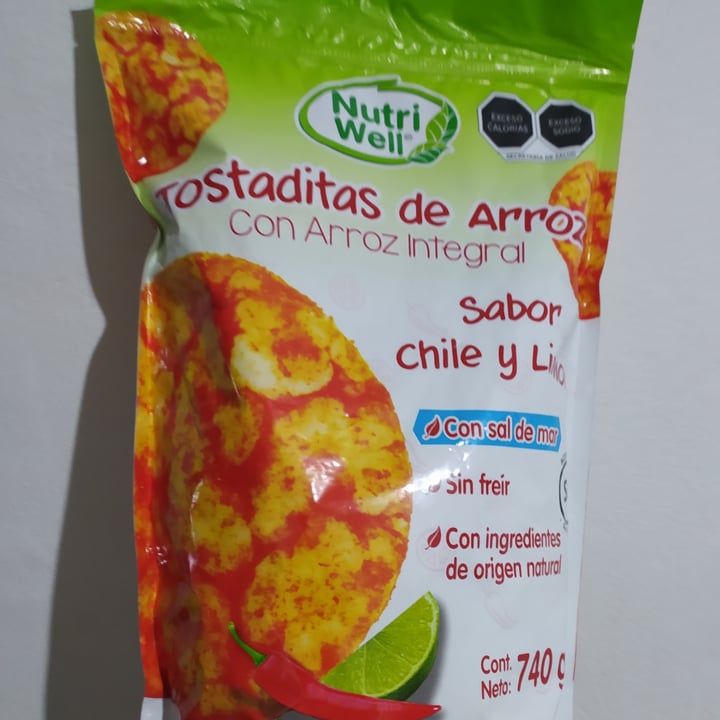 Nutri
Well®
EXCESO
CALORÍAS
EXCESO
SODIO
SECRETARÍA DE SALUD
Tostaditas de Arroz
Con Arroz Integral
Sabor
Chile y Limó
Con sal de mar
Sin freír
Con ingredientes
de origen natural
Cont.
Neto: 740 g